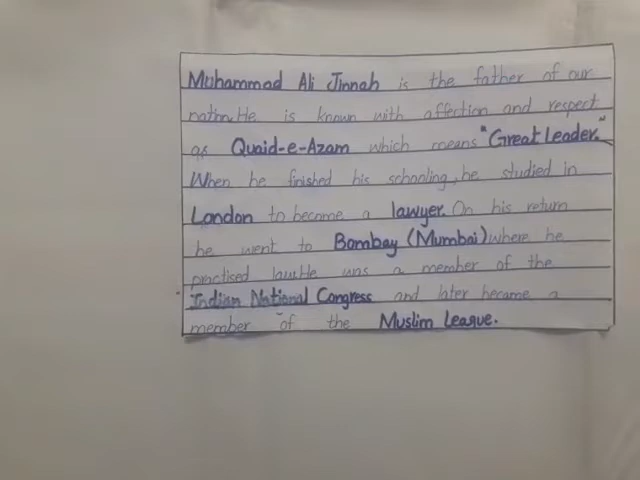 Muhammad Ali Jinnah is the father of our
nation.He is known with affection and respect
as Quaid-e-Azam which means "Great Leader."
When he finished his schooling, he studied in
London to become a lawyer. On his return
he went to Bombay (Mumbai) where he
practised law.He was a member of the
Indian National Congress and later became a
member of the Muslim League.